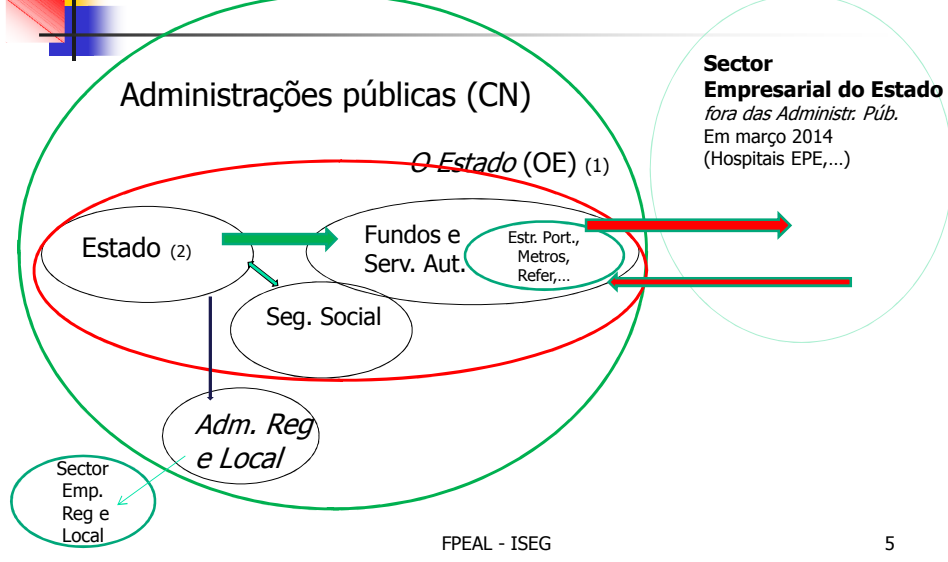 Administrações públicas (CN)
O Estado (OE) (1)
Sector
Empresarial do Estado
fora das Administr. Púb.
Em março 2014
(Hospitais EPE,…)
Estado (2)
Fundos e
Serv. Aut.
Estr. Port.,
Metros,
Refer,…
Seg. Social
Adm. Reg
e Local
Sector
Emp.
Reg e
Local
FPEAL - ISEG
5